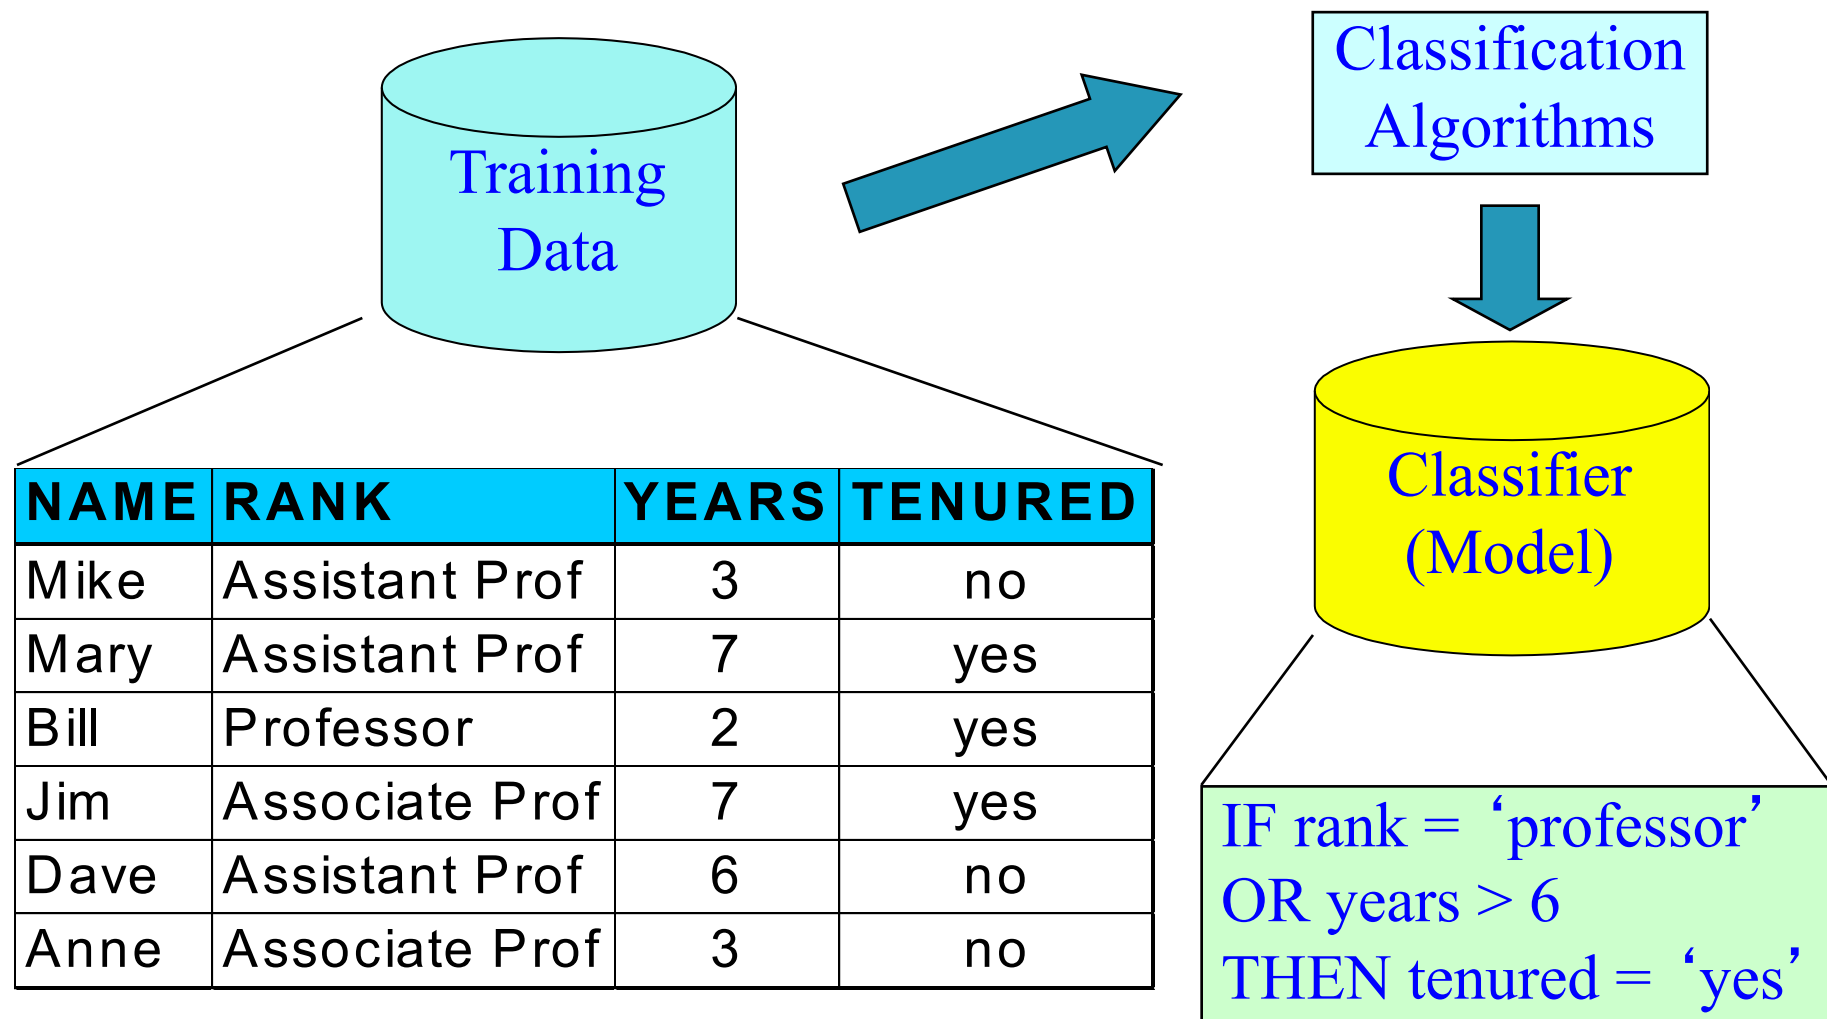 Training
Data
Classification
Algorithms
Classifier
(Model)
NAME RANK YEARS TENURED
Mike Assistant Prof 3 no
Mary Assistant Prof 7 yes
Bill Professor 2 yes
Jim Associate Prof 7 yes
Dave Assistant Prof 6 no
Anne Associate Prof 3 no
IF rank = ‘professor’
OR years > 6
THEN tenured = ‘yes’